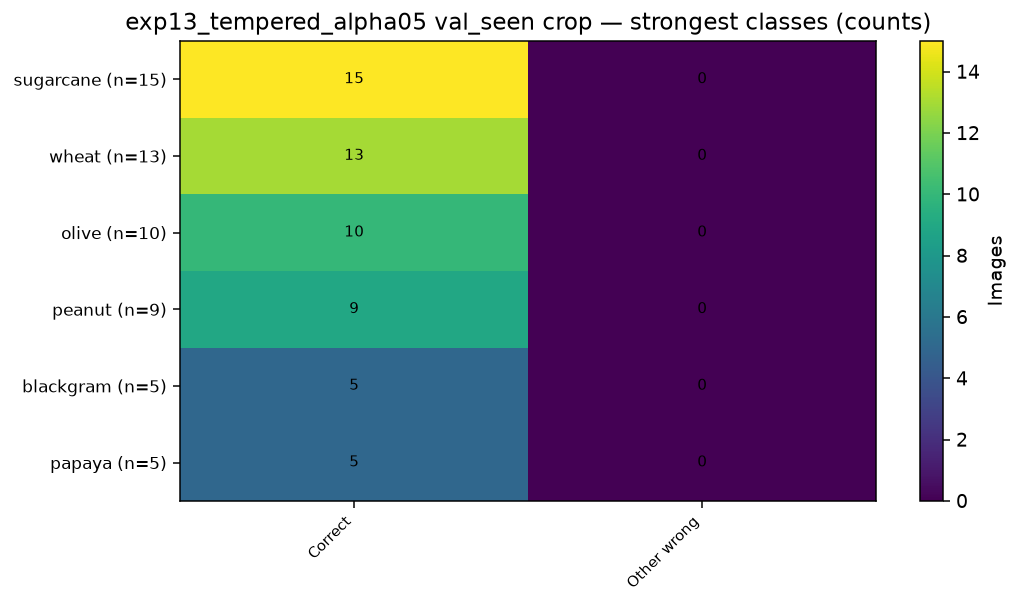 exp13_tempered_alpha05 val_seen crop — strongest classes (counts)
sugarcane (n=15) 15 0
wheat (n=13) 13 0
olive (n=10) 10 0
peanut (n=9) 9 0
blackgram (n=5) 5 0
papaya (n=5) 5 0
Correct
Other wrong
14
12
10
8
6
4
2
0
Images